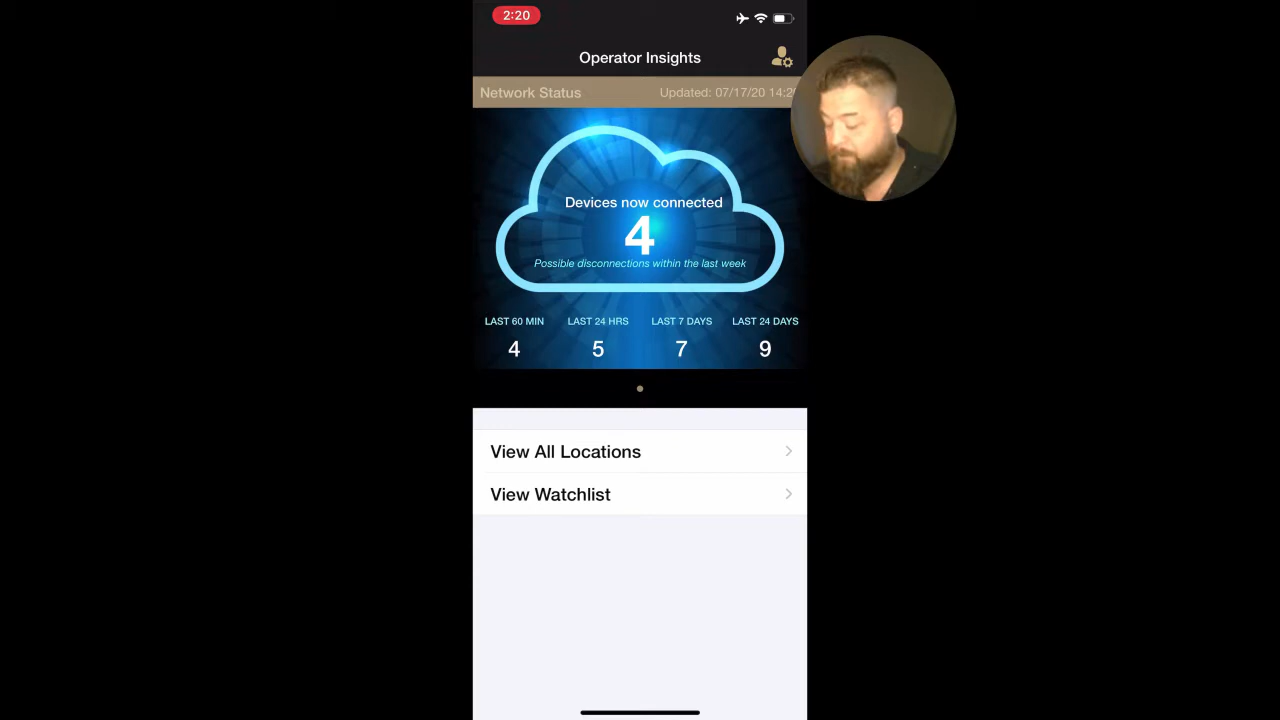 2:20
Operator Insights
Network Status Updated: 07/17/20 14:20
Devices now connected
4
Possible disconnections within the last week
LAST 60 MIN LAST 24 HRS LAST 7 DAYS LAST 24 DAYS
4 5 7 9
View All Locations
View Watchlist